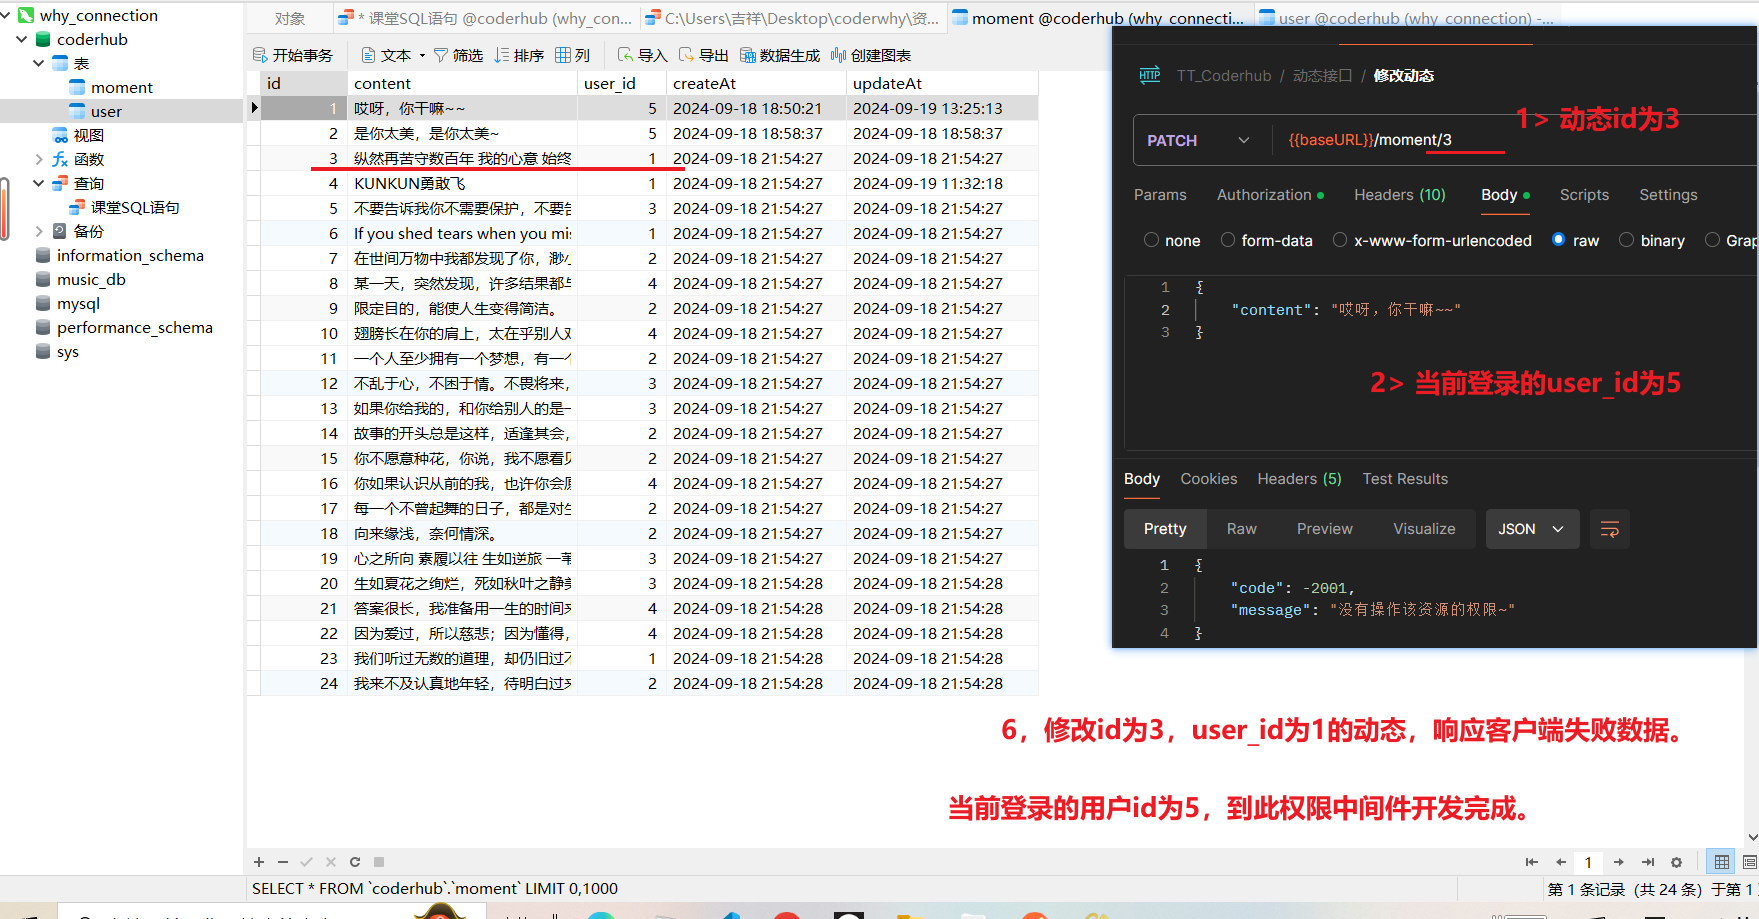 why_connection
coderhub
表
moment
user
视图
函数
查询
课堂SQL语句
备份
information_schema
music_db
mysql
performance_schema
sys
对象
* 课堂SQL语句 @coderhub (why_con...
C:\Users\吉祥\Desktop\coderwhy\资...
moment @coderhub (why_connecti...
user @coderhub (why_connection) -...
开始事务 文本 筛选 排序 列 导入 导出 数据生成 创建图表
id content user_id createAt updateAt
1 哎呀，你干嘛~~ 5 2024-09-18 18:50:21 2024-09-19 13:25:13
2 是你太美，是你太美~ 5 2024-09-18 18:58:37 2024-09-18 18:58:37
3 纵然再苦守数百年 我的心意 始终 1 2024-09-18 21:54:27 2024-09-18 21:54:27
4 KUNKUN勇敢飞 1 2024-09-18 21:54:27 2024-09-19 11:32:18
5 不要告诉我你不需要保护，不要告 3 2024-09-18 21:54:27 2024-09-18 21:54:27
6 If you shed tears when you mis 1 2024-09-18 21:54:27 2024-09-18 21:54:27
7 在世间万物中我都发现了你，渺小 2 2024-09-18 21:54:27 2024-09-18 21:54:27
8 某一天，突然发现，许多结果都与 4 2024-09-18 21:54:27 2024-09-18 21:54:27
9 限定目的，能使人生变得简洁。 2 2024-09-18 21:54:27 2024-09-18 21:54:27
10 翅膀长在你的肩上，太在乎别人对 4 2024-09-18 21:54:27 2024-09-18 21:54:27
11 一个人至少拥有一个梦想，有一个 2 2024-09-18 21:54:27 2024-09-18 21:54:27
12 不乱于心，不困于情。不畏将来， 3 2024-09-18 21:54:27 2024-09-18 21:54:27
13 如果你给我的，和你给别人的是一 3 2024-09-18 21:54:27 2024-09-18 21:54:27
14 故事的开头总是这样，适逢其会， 2 2024-09-18 21:54:27 2024-09-18 21:54:27
15 你不愿意种花，你说，我不愿看见 2 2024-09-18 21:54:27 2024-09-18 21:54:27
16 你如果认识从前的我，也许你会原 4 2024-09-18 21:54:27 2024-09-18 21:54:27
17 每一个不曾起舞的日子，都是对生 2 2024-09-18 21:54:27 2024-09-18 21:54:27
18 向来缘浅，奈何情深。 2 2024-09-18 21:54:27 2024-09-18 21:54:27
19 心之所向 素履以往 生如逆旅 一苇 3 2024-09-18 21:54:27 2024-09-18 21:54:27
20 生如夏花之绚烂，死如秋叶之静美 3 2024-09-18 21:54:28 2024-09-18 21:54:28
21 答案很长，我准备用一生的时间来 4 2024-09-18 21:54:28 2024-09-18 21:54:28
22 因为爱过，所以慈悲；因为懂得， 4 2024-09-18 21:54:28 2024-09-18 21:54:28
23 我们听过无数的道理，却仍旧过不 1 2024-09-18 21:54:28 2024-09-18 21:54:28
24 我来不及认真地年轻，待明白过来 2 2024-09-18 21:54:28 2024-09-18 21:54:28
HTTP TT_Coderhub / 动态接口 / 修改动态
1> 动态id为3
PATCH {{baseURL}}/moment/3
Params Authorization Headers (10) Body Scripts Settings
none form-data x-www-form-urlencoded raw binary Grap
1 {
2 "content": "哎呀，你干嘛~~"
3 }
2> 当前登录的user_id为5
Body Cookies Headers (5) Test Results
Pretty Raw Preview Visualize JSON
1 {
2 "code": -2001,
3 "message": "没有操作该资源的权限~"
4 }
6，修改id为3，user_id为1的动态，响应客户端失败数据。
当前登录的用户id为5，到此权限中间件开发完成。
1
SELECT * FROM `coderhub`.`moment` LIMIT 0,1000
第 1 条记录（共 24 条）于第 1